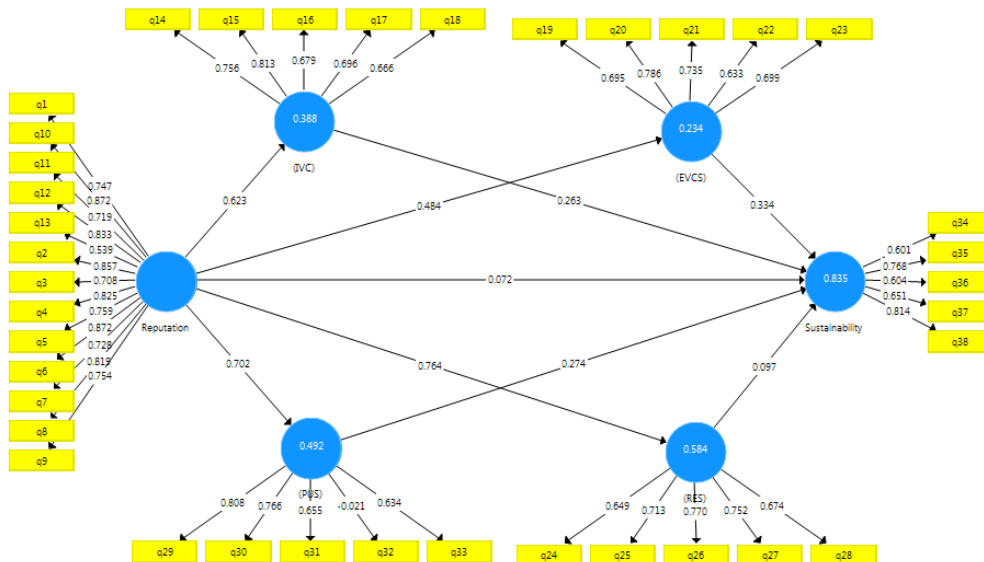 q14 q15 q16 q17 q18
q19 q20 q21 q22 q23
0.756 0.813 0.679 0.696 0.666
0.695 0.786 0.735 0.633 0.699
0.388
(IVC)
0.234
(EVCS)
q1
q10
q11
q12
q13
q2
q3
q4
q5
q6
q7
q8
q9
0.747
0.872
0.719
0.833
0.539
0.857
0.708
0.825
0.759
0.872
0.728
0.819
0.754
Reputation
0.623
0.484
0.263
0.334
0.072
0.702
0.764
0.274
0.097
0.835
Sustainability
0.601
0.768
0.604
0.651
0.814
q34
q35
q36
q37
q38
0.492
(PUS)
0.584
(RES)
0.808 0.766 0.655 -0.021 0.634
0.649 0.713 0.770 0.752 0.674
q29 q30 q31 q32 q33
q24 q25 q26 q27 q28